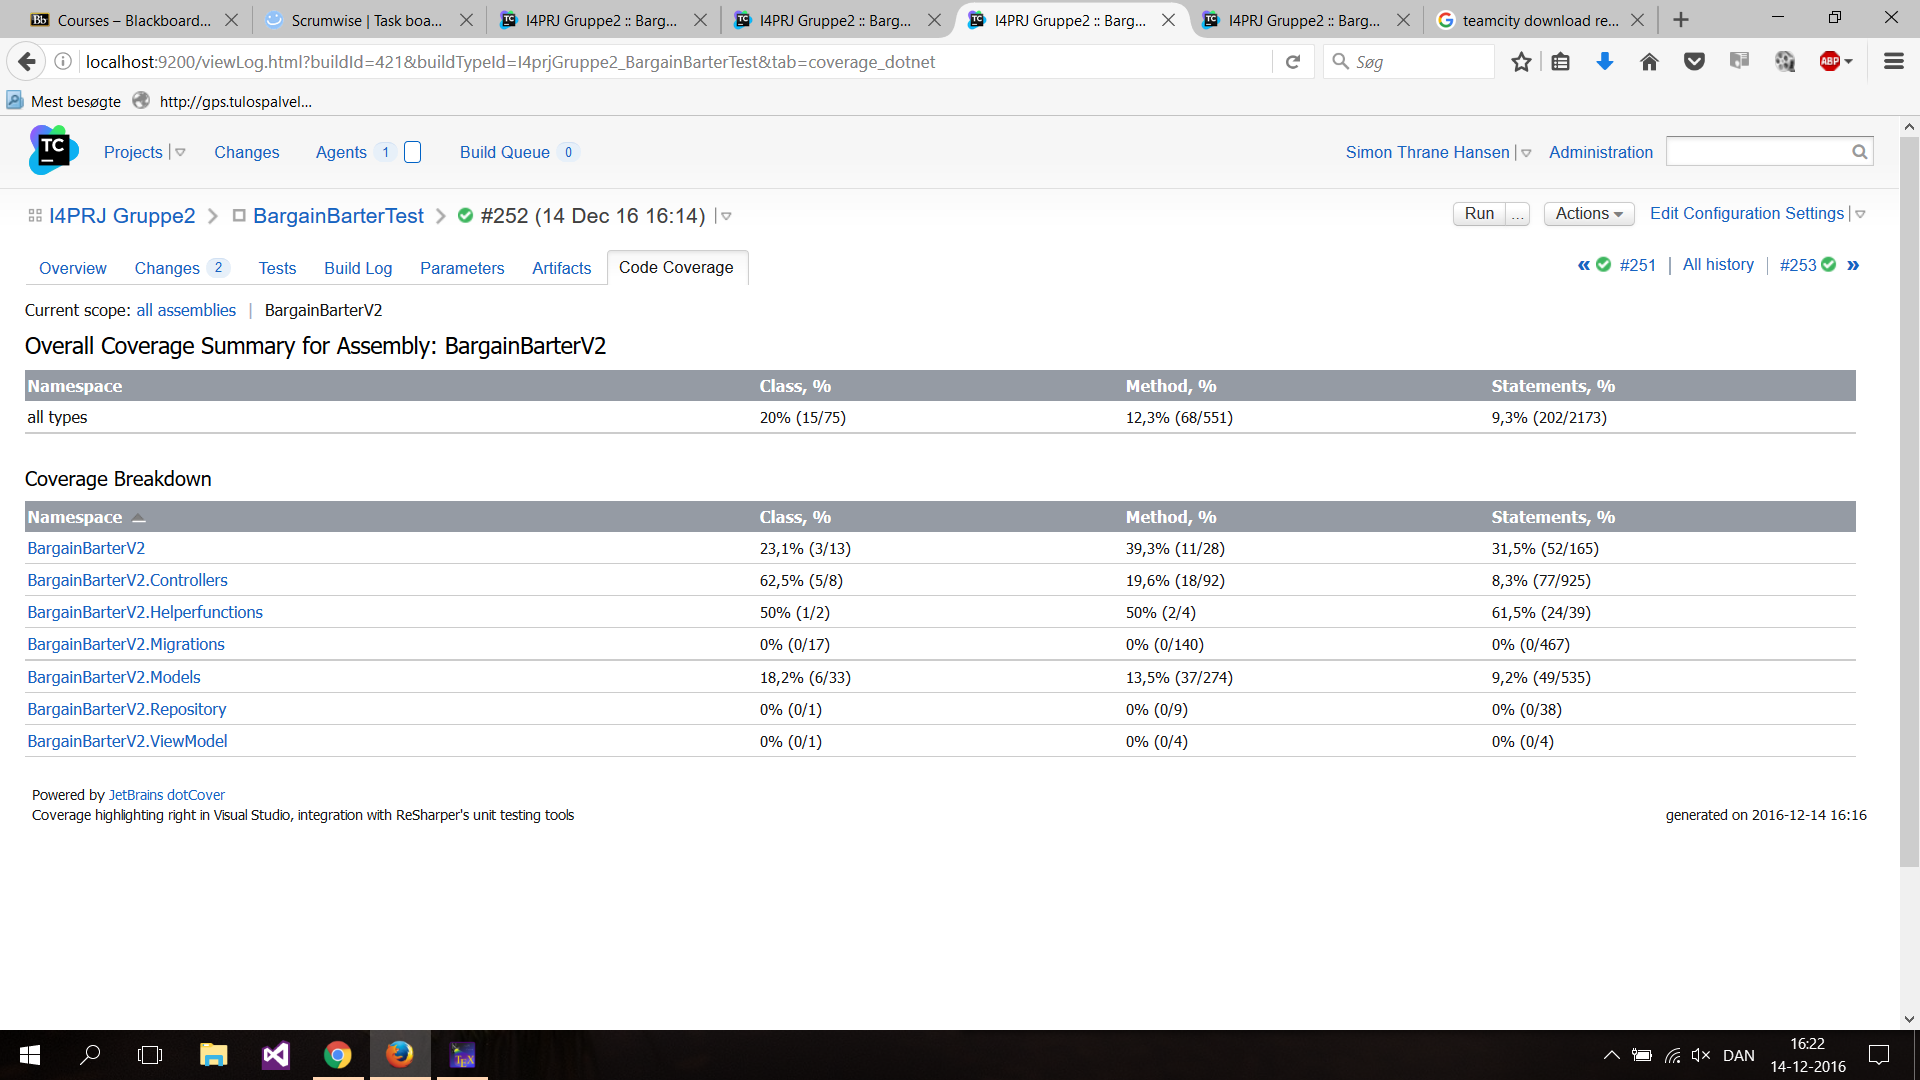 Courses – Blackboard...
Scrumwise | Task boa...
I4PRJ Gruppe2 :: Barg...
I4PRJ Gruppe2 :: Barg...
I4PRJ Gruppe2 :: Barg...
I4PRJ Gruppe2 :: Barg...
teamcity download re...
localhost:9200/viewLog.html?buildId=421&buildTypeId=I4prjGruppe2_BargainBarterTest&tab=coverage_dotnet
Søg
ABP
Mest besøgte
http://gps.tulospalvel...
TC
Projects
Changes
Agents 1
Build Queue 0
Simon Thrane Hansen
Administration
I4PRJ Gruppe2 > BargainBarterTest > #252 (14 Dec 16 16:14)
Run ...
Actions
Edit Configuration Settings
Overview
Changes 2
Tests
Build Log
Parameters
Artifacts
Code Coverage
« #251 | All history | #253 »
Current scope: all assemblies | BargainBarterV2
Overall Coverage Summary for Assembly: BargainBarterV2
Namespace Class, % Method, % Statements, %
all types 20% (15/75) 12,3% (68/551) 9,3% (202/2173)
Coverage Breakdown
Namespace Class, % Method, % Statements, %
BargainBarterV2 23,1% (3/13) 39,3% (11/28) 31,5% (52/165)
BargainBarterV2.Controllers 62,5% (5/8) 19,6% (18/92) 8,3% (77/925)
BargainBarterV2.Helperfunctions 50% (1/2) 50% (2/4) 61,5% (24/39)
BargainBarterV2.Migrations 0% (0/17) 0% (0/140) 0% (0/467)
BargainBarterV2.Models 18,2% (6/33) 13,5% (37/274) 9,2% (49/535)
BargainBarterV2.Repository 0% (0/1) 0% (0/9) 0% (0/38)
BargainBarterV2.ViewModel 0% (0/1) 0% (0/4) 0% (0/4)
Powered by JetBrains dotCover
Coverage highlighting right in Visual Studio, integration with ReSharper's unit testing tools
generated on 2016-12-14 16:16
DAN
16:22
14-12-2016